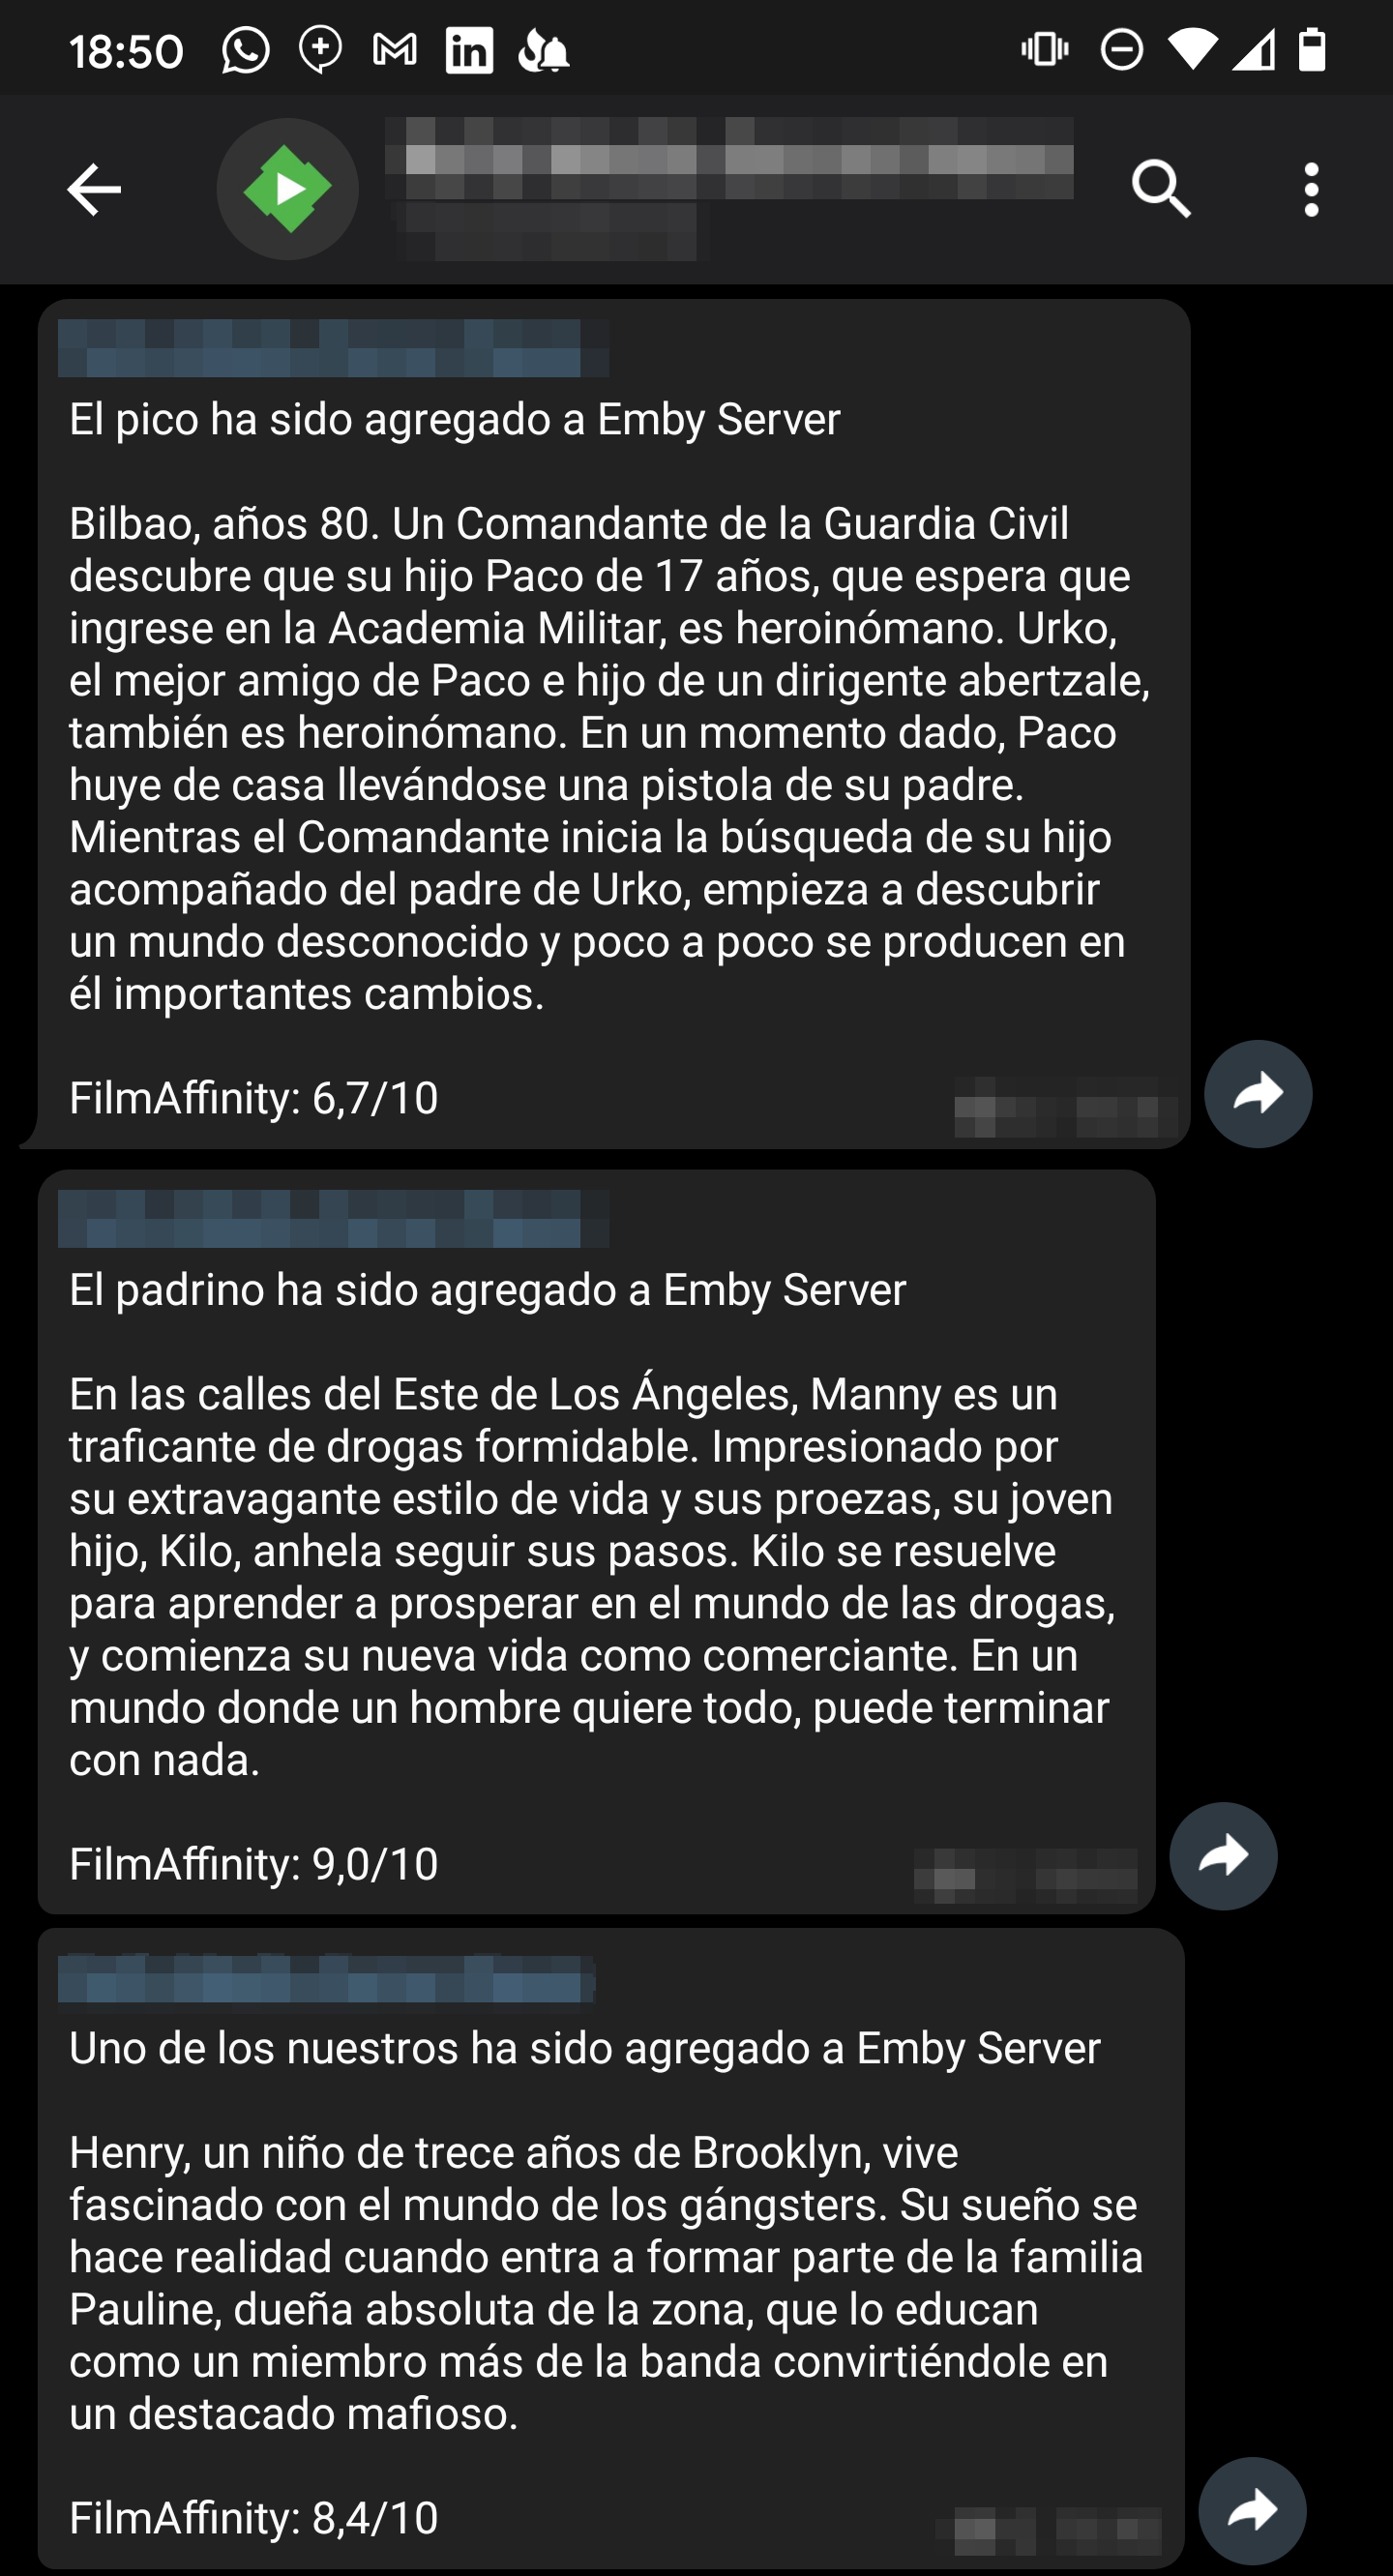 18:50
El pico ha sido agregado a Emby Server
Bilbao, años 80. Un Comandante de la Guardia Civil
descubre que su hijo Paco de 17 años, que espera que
ingrese en la Academia Militar, es heroinómano. Urko,
el mejor amigo de Paco e hijo de un dirigente abertzale,
también es heroinómano. En un momento dado, Paco
huye de casa llevándose una pistola de su padre.
Mientras el Comandante inicia la búsqueda de su hijo
acompañado del padre de Urko, empieza a descubrir
un mundo desconocido y poco a poco se producen en
él importantes cambios.
FilmAffinity: 6,7/10
El padrino ha sido agregado a Emby Server
En las calles del Este de Los Ángeles, Manny es un
traficante de drogas formidable. Impresionado por
su extravagante estilo de vida y sus proezas, su joven
hijo, Kilo, anhela seguir sus pasos. Kilo se resuelve
para aprender a prosperar en el mundo de las drogas,
y comienza su nueva vida como comerciante. En un
mundo donde un hombre quiere todo, puede terminar
con nada.
FilmAffinity: 9,0/10
Uno de los nuestros ha sido agregado a Emby Server
Henry, un niño de trece años de Brooklyn, vive
fascinado con el mundo de los gángsters. Su sueño se
hace realidad cuando entra a formar parte de la familia
Pauline, dueña absoluta de la zona, que lo educan
como un miembro más de la banda convirtiéndole en
un destacado mafioso.
FilmAffinity: 8,4/10